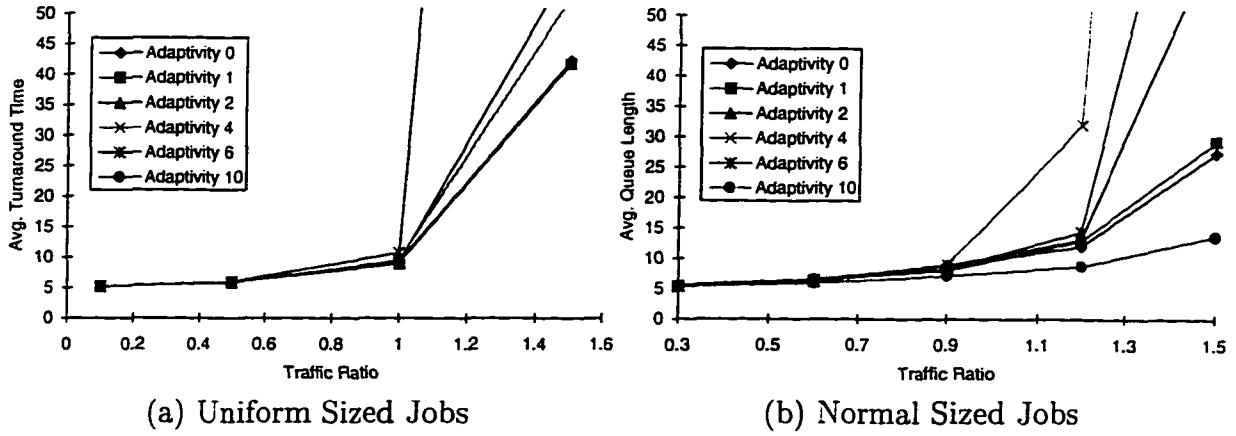 50
45
40
35
30
25
20
15
10
5
0
Avg. Turnaround Time
Adaptivity 0
Adaptivity 1
Adaptivity 2
Adaptivity 4
Adaptivity 6
Adaptivity 10
0 0.2 0.4 0.6 0.8 1 1.2 1.4 1.6
Traffic Ratio
(a) Uniform Sized Jobs
50
45
40
35
30
25
20
15
10
5
0
Avg. Queue Length
Adaptivity 0
Adaptivity 1
Adaptivity 2
Adaptivity 4
Adaptivity 6
Adaptivity 10
0.3 0.5 0.7 0.9 1.1 1.3 1.5
Traffic Ratio
(b) Normal Sized Jobs